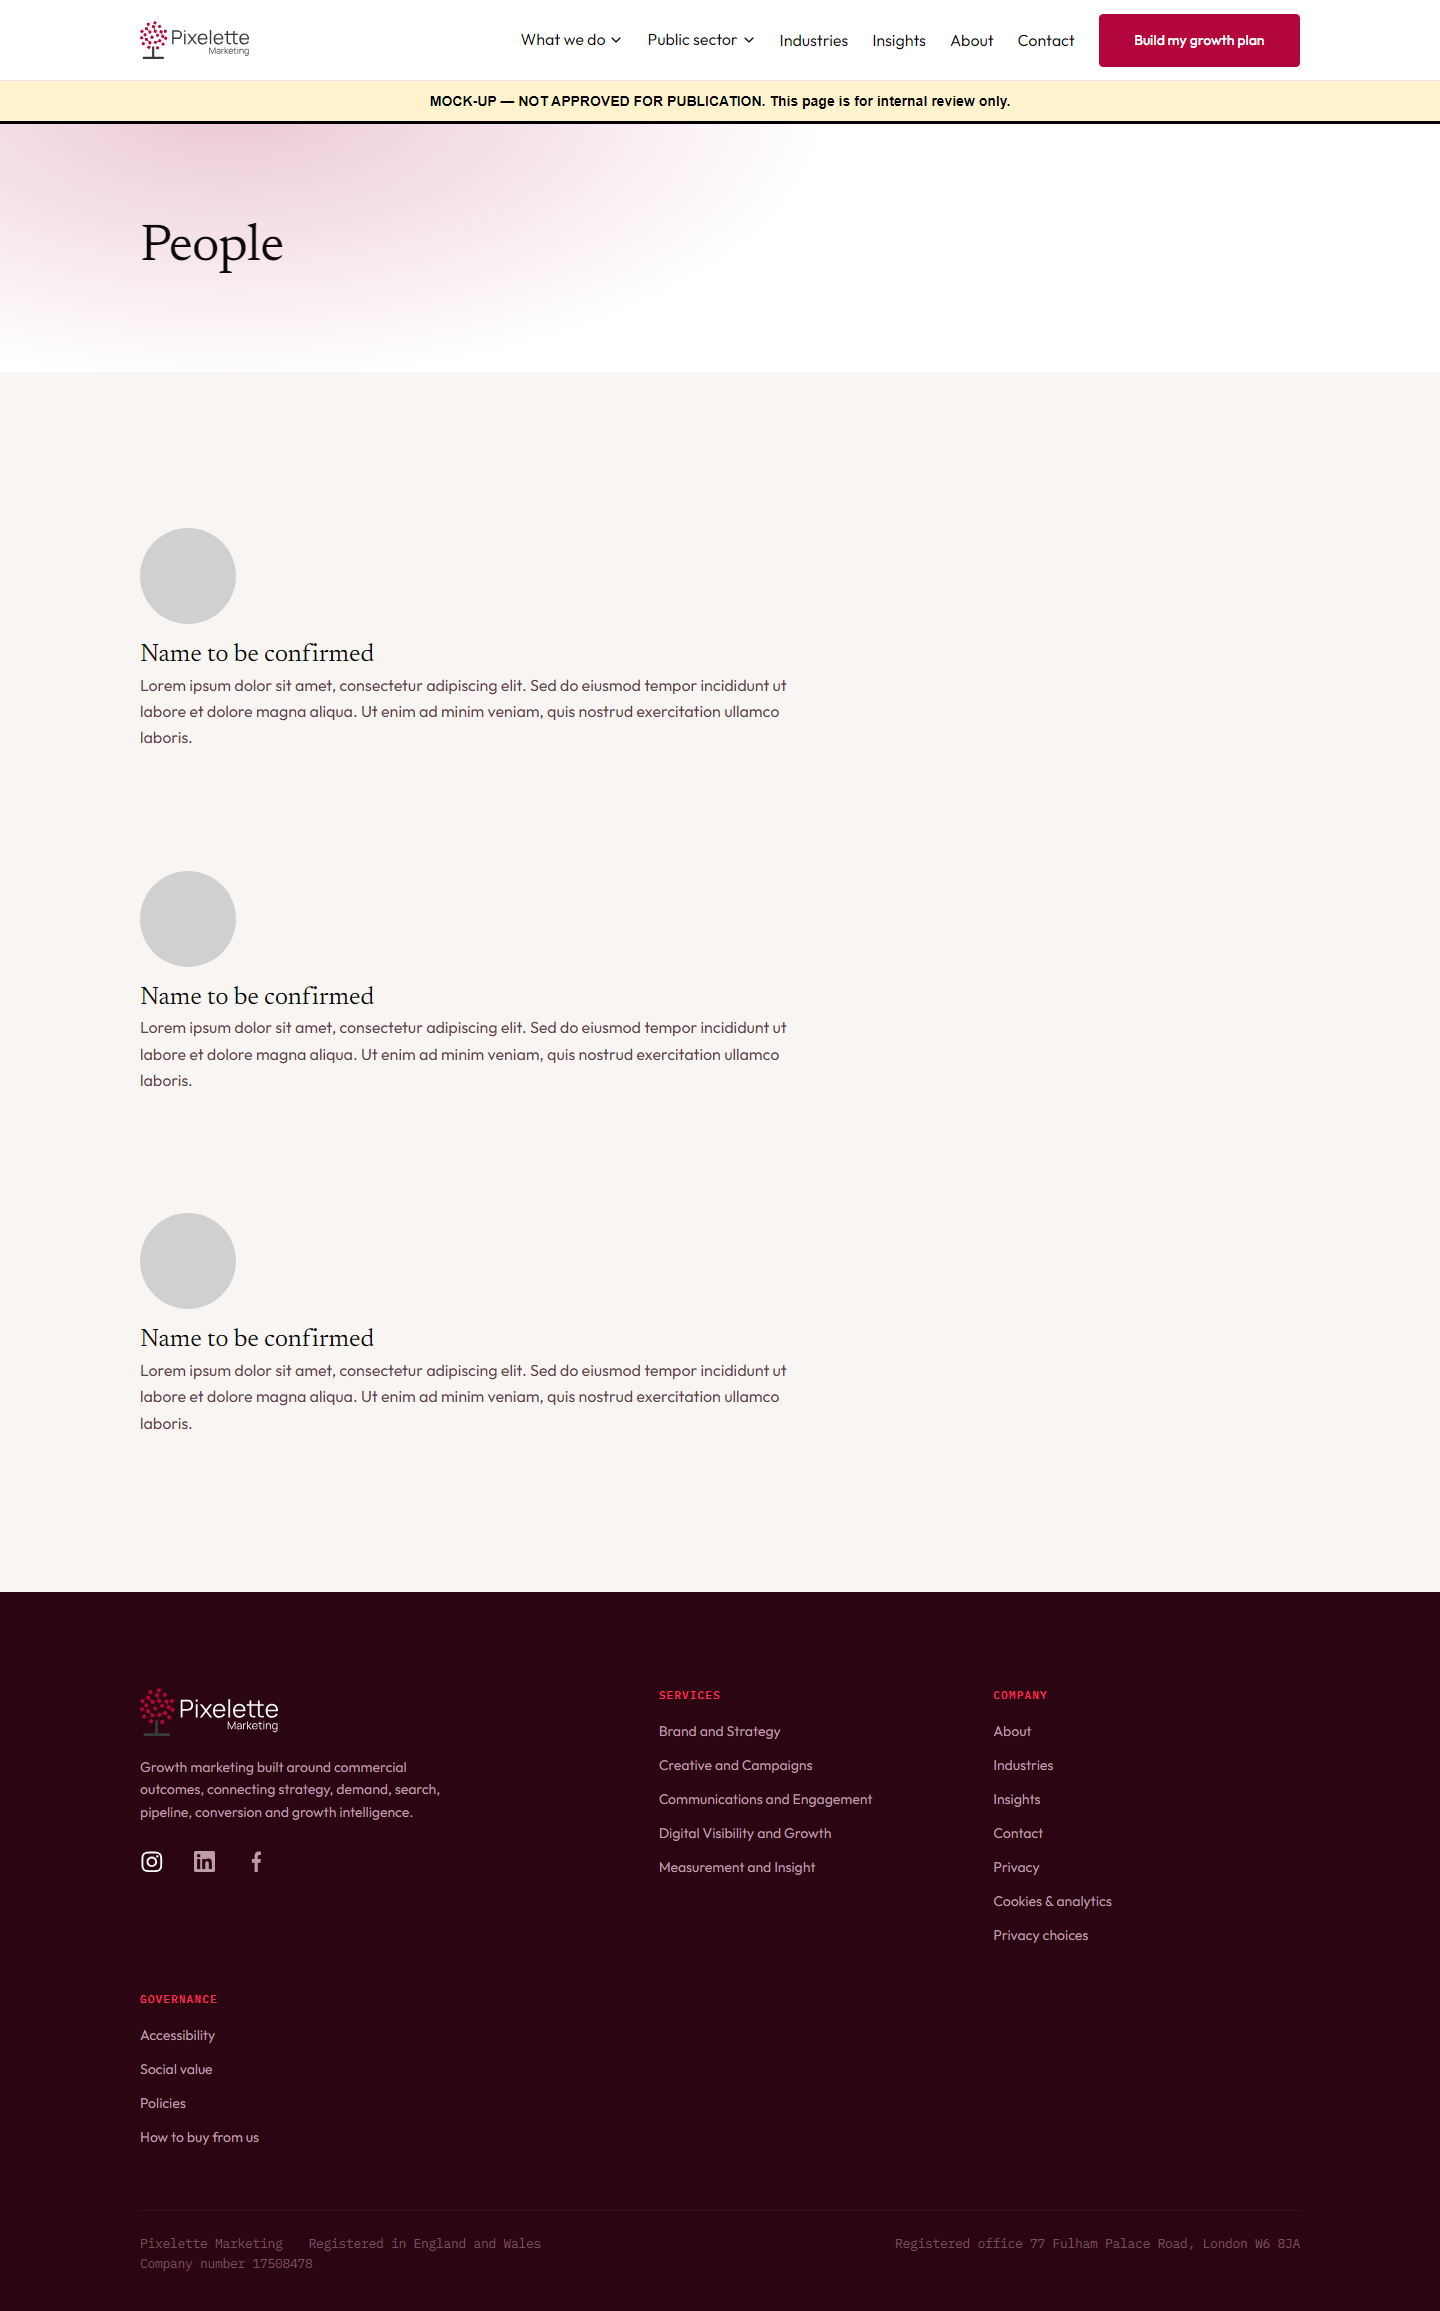 Pixelette
Marketing
What we do
Public sector
Industries
Insights
About
Contact
Build my growth plan
MOCK-UP — NOT APPROVED FOR PUBLICATION. This page is for internal review only.
People
Name to be confirmed
Lorem ipsum dolor sit amet, consectetur adipiscing elit. Sed do eiusmod tempor incididunt ut
labore et dolore magna aliqua. Ut enim ad minim veniam, quis nostrud exercitation ullamco
laboris.
Name to be confirmed
Lorem ipsum dolor sit amet, consectetur adipiscing elit. Sed do eiusmod tempor incididunt ut
labore et dolore magna aliqua. Ut enim ad minim veniam, quis nostrud exercitation ullamco
laboris.
Name to be confirmed
Lorem ipsum dolor sit amet, consectetur adipiscing elit. Sed do eiusmod tempor incididunt ut
labore et dolore magna aliqua. Ut enim ad minim veniam, quis nostrud exercitation ullamco
laboris.
Pixelette
Marketing
Growth marketing built around commercial
outcomes, connecting strategy, demand, search,
pipeline, conversion and growth intelligence.
SERVICES
Brand and Strategy
Creative and Campaigns
Communications and Engagement
Digital Visibility and Growth
Measurement and Insight
COMPANY
About
Industries
Insights
Contact
Privacy
Cookies & analytics
Privacy choices
GOVERNANCE
Accessibility
Social value
Policies
How to buy from us
Pixelette Marketing Registered in England and Wales
Company number 17508478
Registered office 77 Fulham Palace Road, London W6 8JA